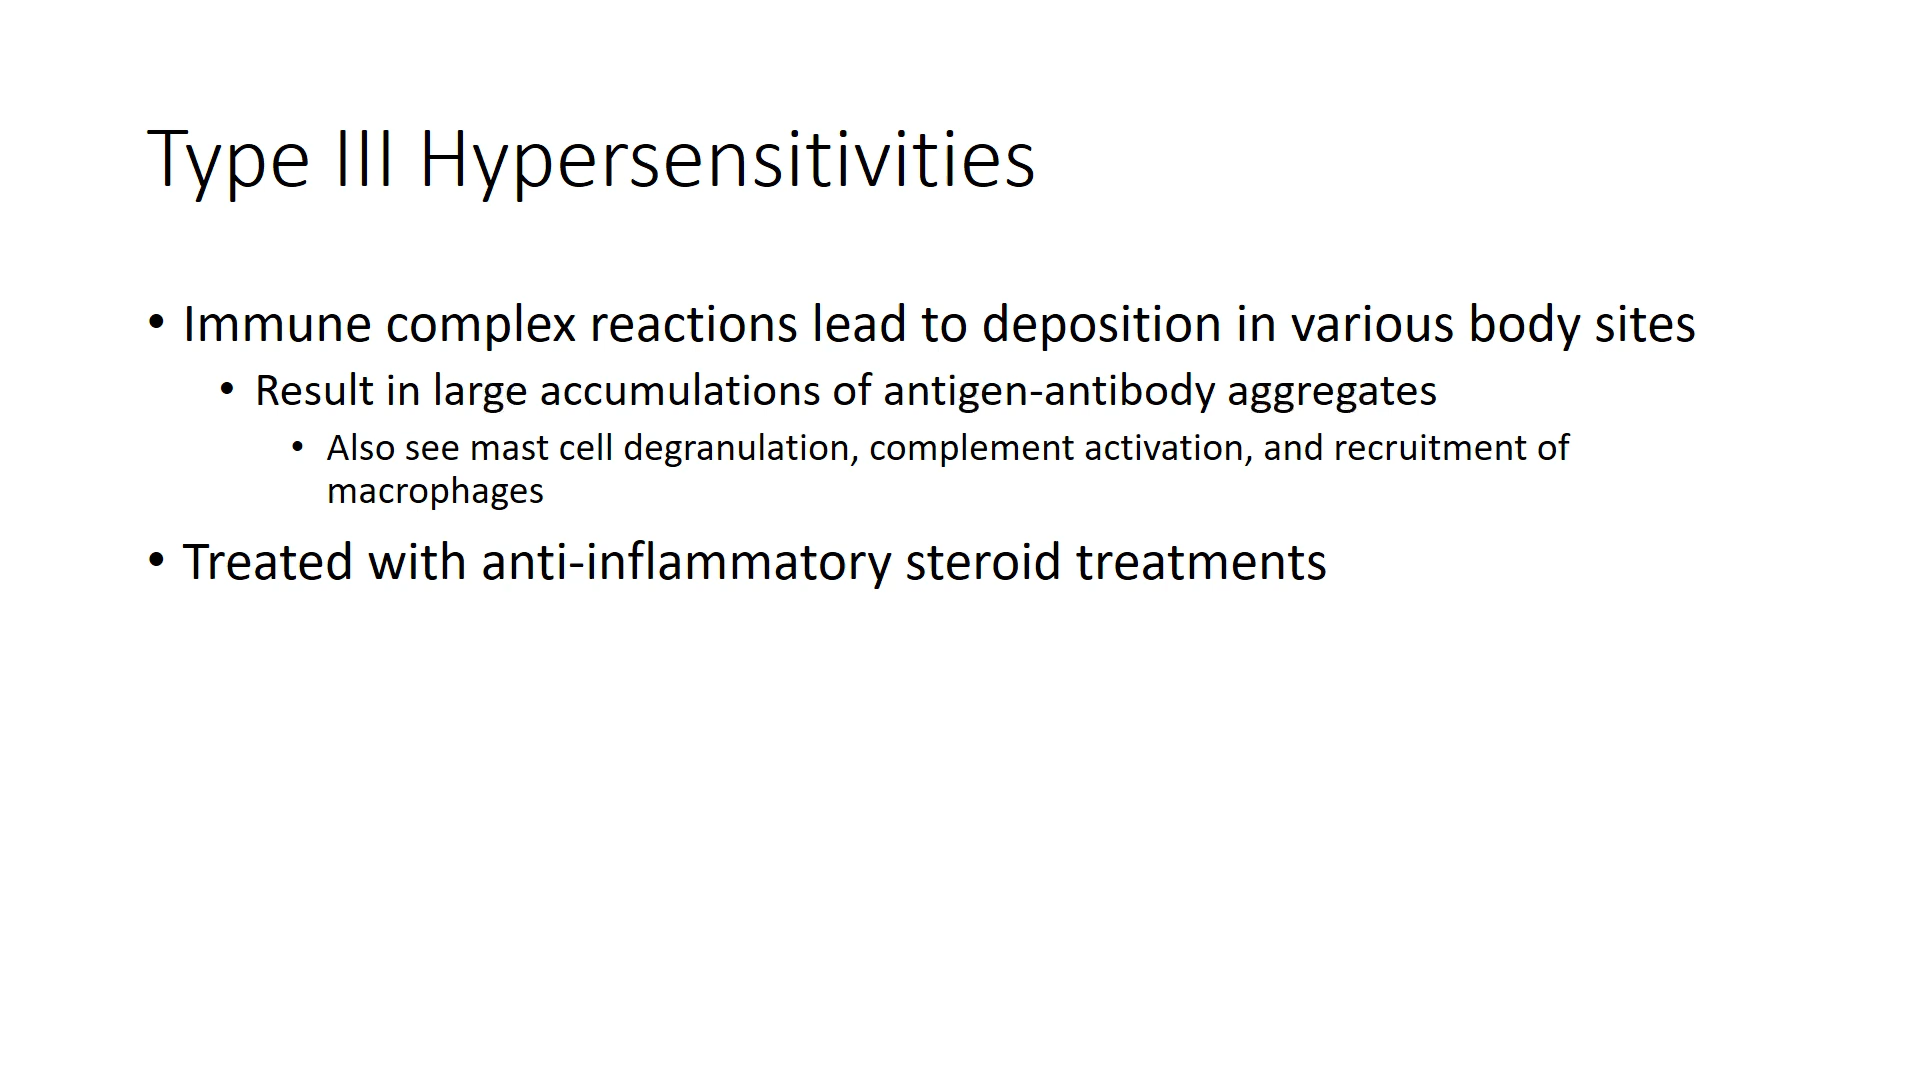 Type III Hypersensitivities
• Immune complex reactions lead to deposition in various body sites
• Result in large accumulations of antigen-antibody aggregates
• Also see mast cell degranulation, complement activation, and recruitment of
macrophages
• Treated with anti-inflammatory steroid treatments